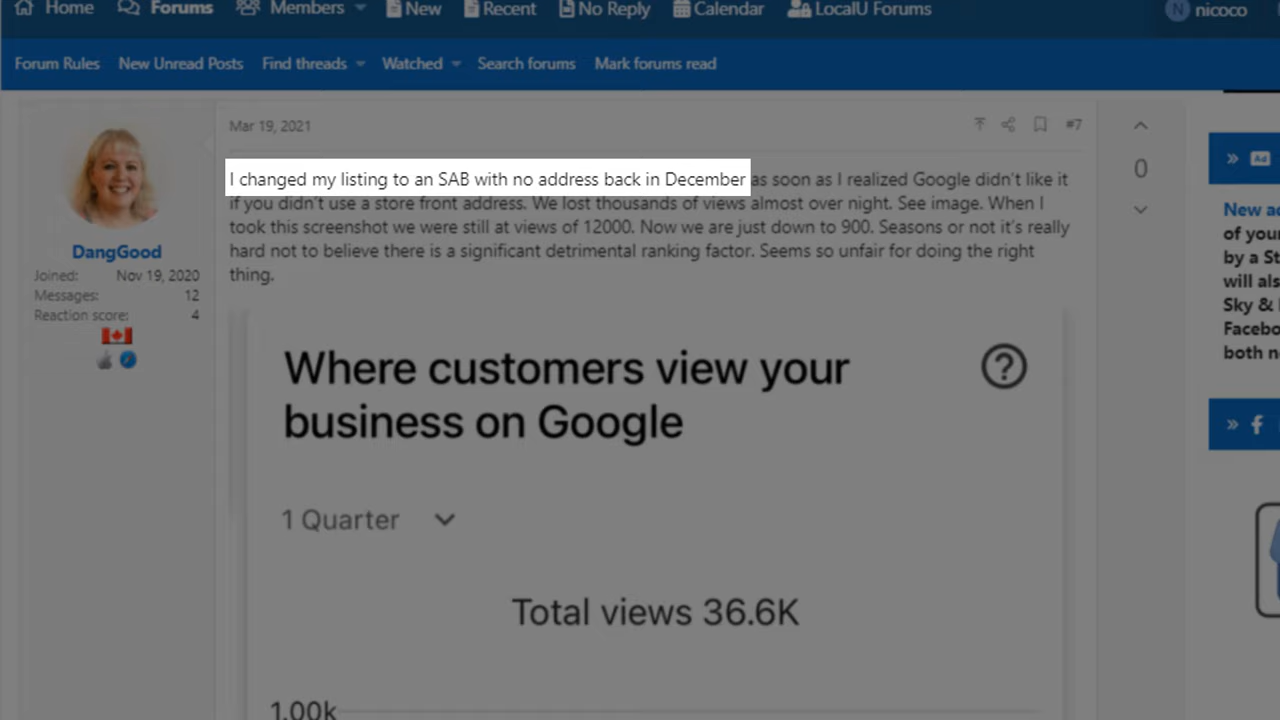 Home Forums Members New Recent No Reply Calendar LocalU Forums N nicoco
Forum Rules New Unread Posts Find threads Watched Search forums Mark forums read
Mar 19, 2021 #7
I changed my listing to an SAB with no address back in December as soon as I realized Google didn't like it
if you didn't use a store front address. We lost thousands of views almost over night. See image. When I
took this screenshot we were still at views of 12000. Now we are just down to 900. Seasons or not it's really
hard not to believe there is a significant detrimental ranking factor. Seems so unfair for doing the right
thing.
DangGood
Joined: Nov 19, 2020
Messages: 12
Reaction score: 4
0
Where customers view your
business on Google
1 Quarter
Total views 36.6K
1.00k
Ad
New
of your
by a
will
Sky &
both